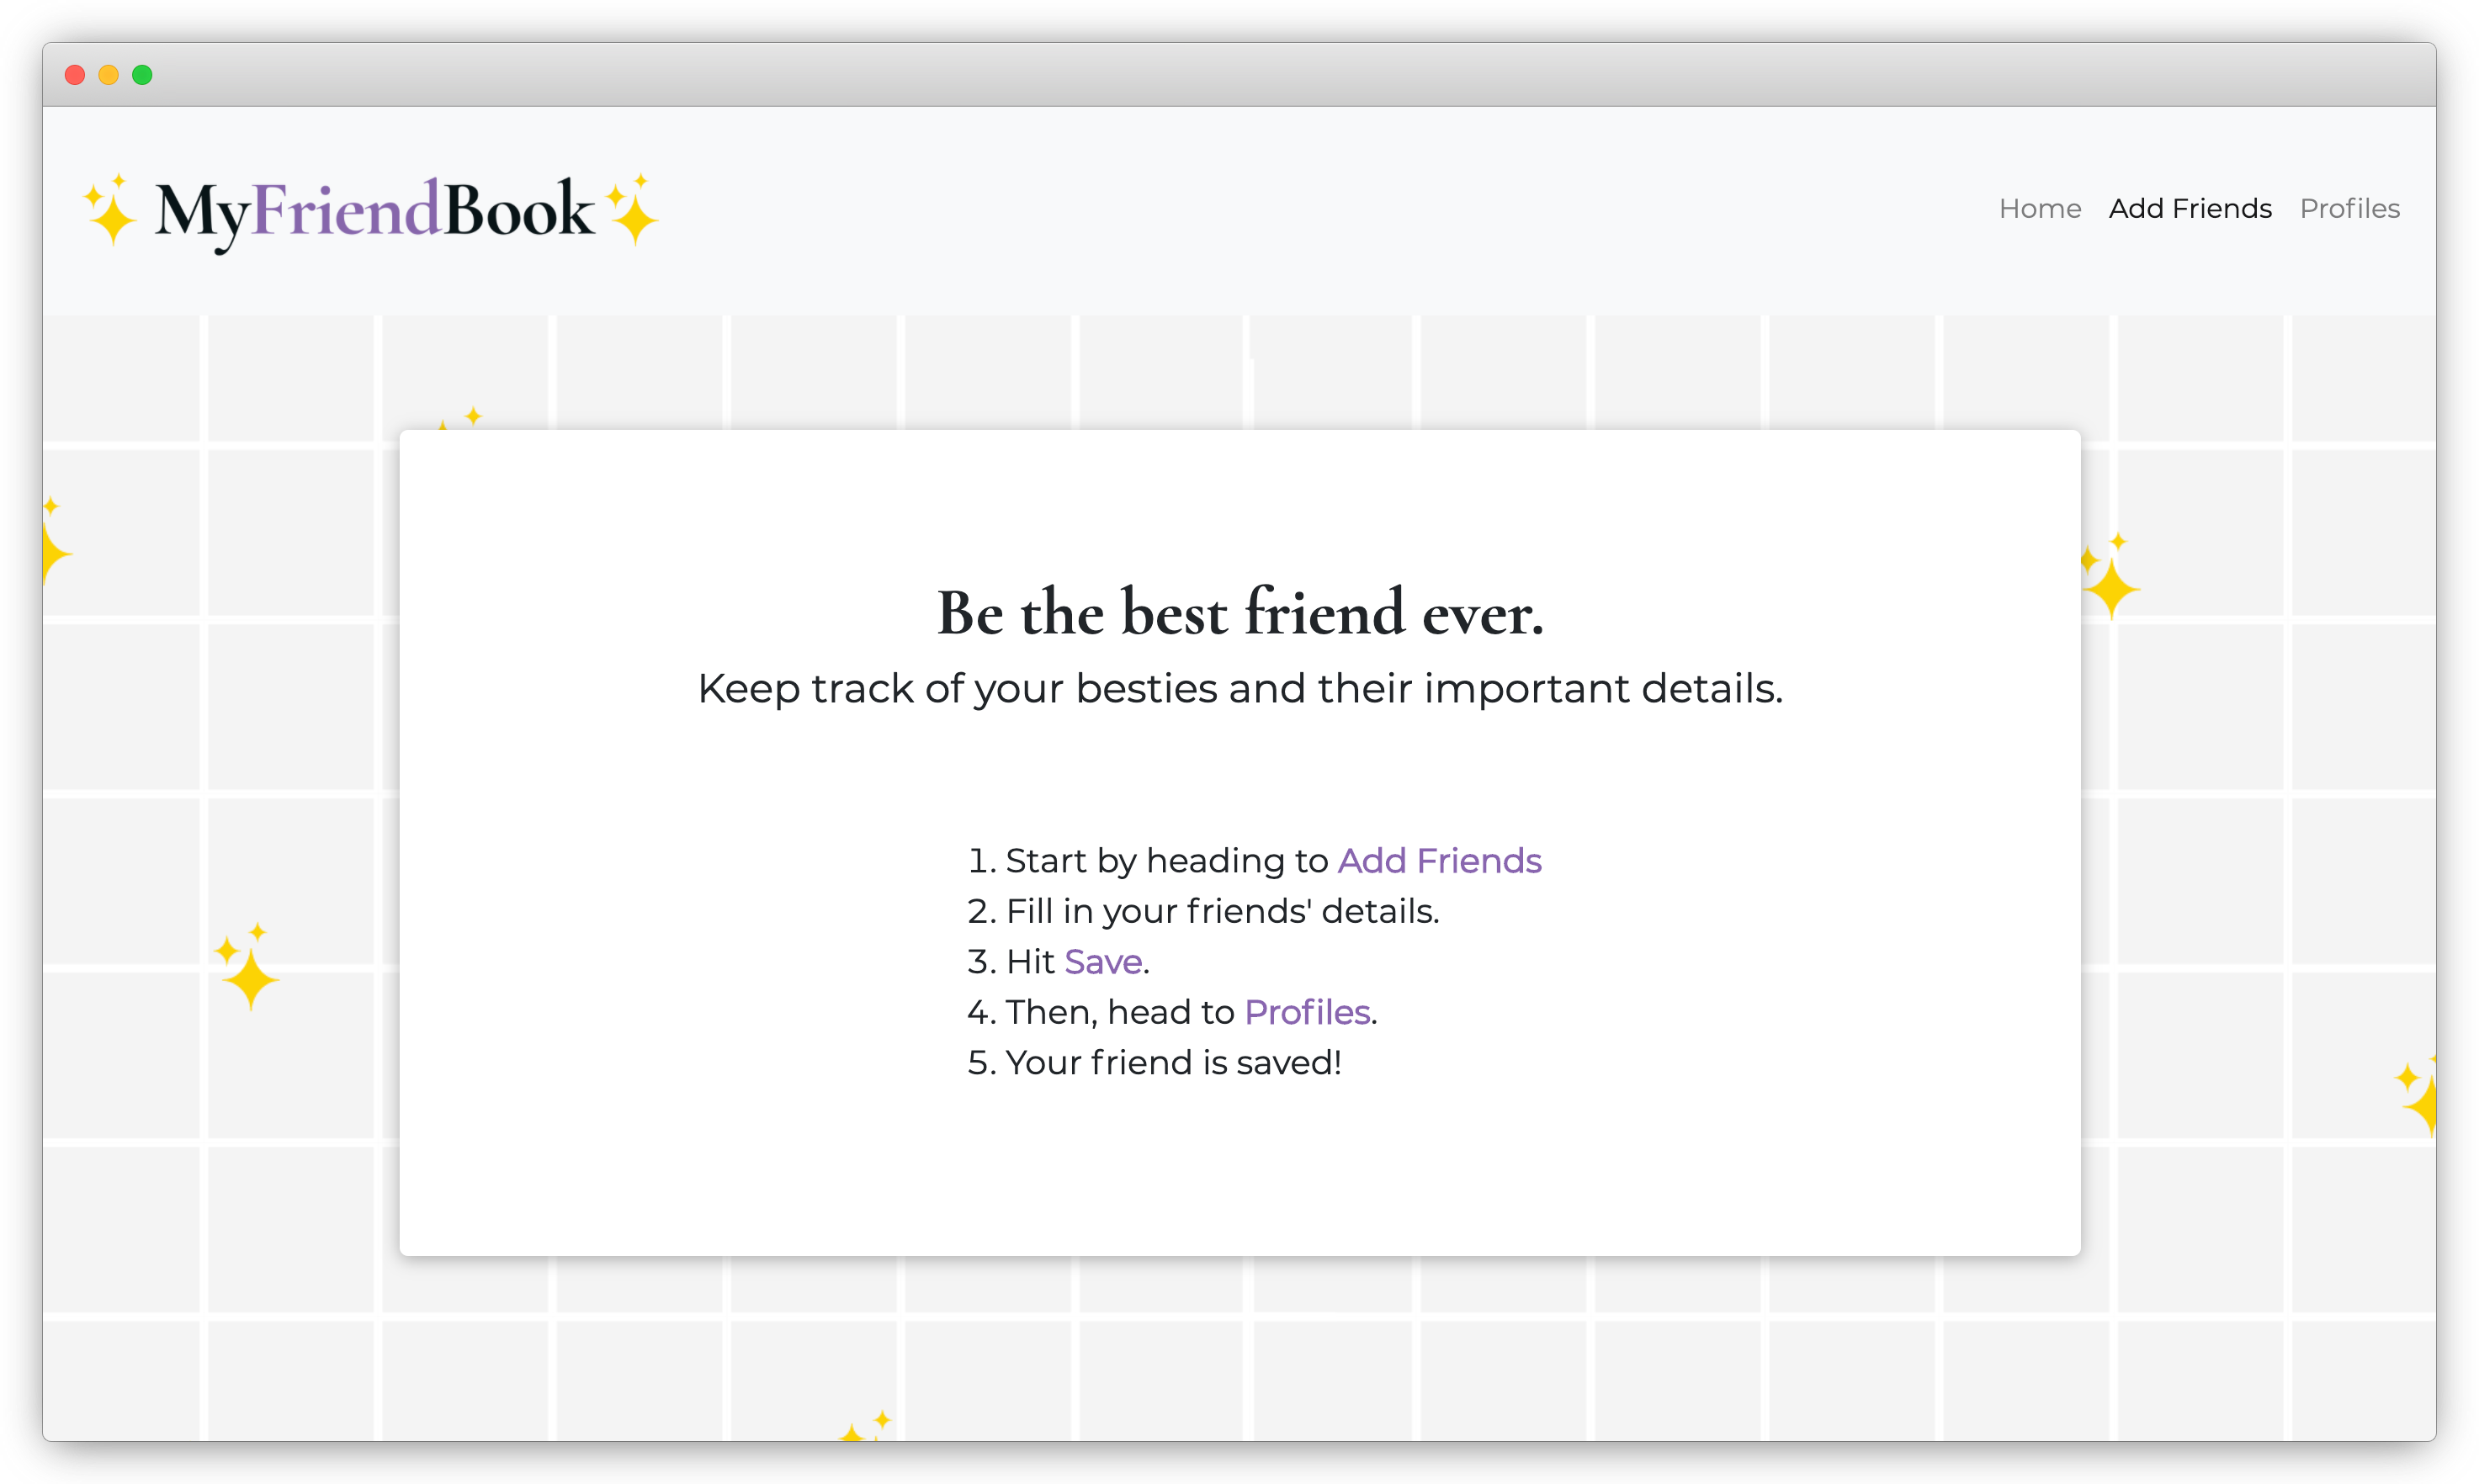 MyFriendBook
Home Add Friends Profiles
Be the best friend ever.
Keep track of your besties and their important details.
1. Start by heading to Add Friends
2. Fill in your friends' details.
3. Hit Save.
4. Then, head to Profiles.
5. Your friend is saved!